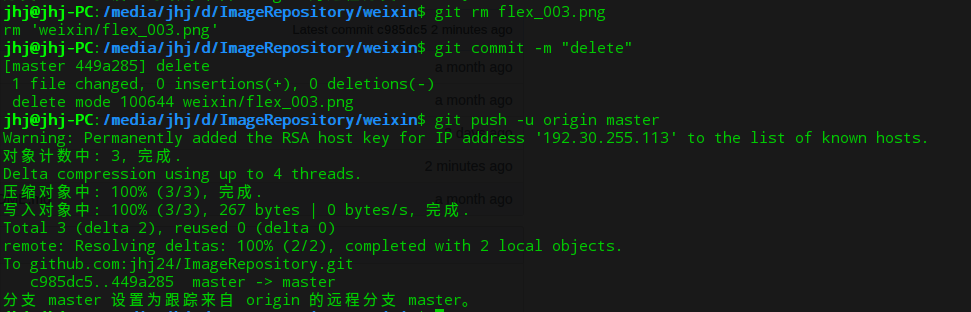 jhj@jhj-PC:/media/jhj/d/ImageRepository/weixin$ git rm flex_003.png
rm 'weixin/flex_003.png'
Latest commit c985dc5 2 minutes ago
jhj@jhj-PC:/media/jhj/d/ImageRepository/weixin$ git commit -m "delete"
[master 449a285] delete
a month ago
1 file changed, 0 insertions(+), 0 deletions(-)
delete mode 100644 weixin/flex_003.png
a month ago
jhj@jhj-PC:/media/jhj/d/ImageRepository/weixin$ git push -u origin master
Warning: Permanently added the RSA host key for IP address '192.30.255.113' to the list of known hosts.
对象计数中: 3, 完成.
2 minutes ago
Delta compression using up to 4 threads.
压缩对象中: 100% (3/3), 完成.
a month ago
写入对象中: 100% (3/3), 267 bytes | 0 bytes/s, 完成.
Total 3 (delta 2), reused 0 (delta 0)
remote: Resolving deltas: 100% (2/2), completed with 2 local objects.
To github.com:jhj24/ImageRepository.git
c985dc5..449a285  master -> master
分支 master 设置为跟踪来自 origin 的远程分支 master。